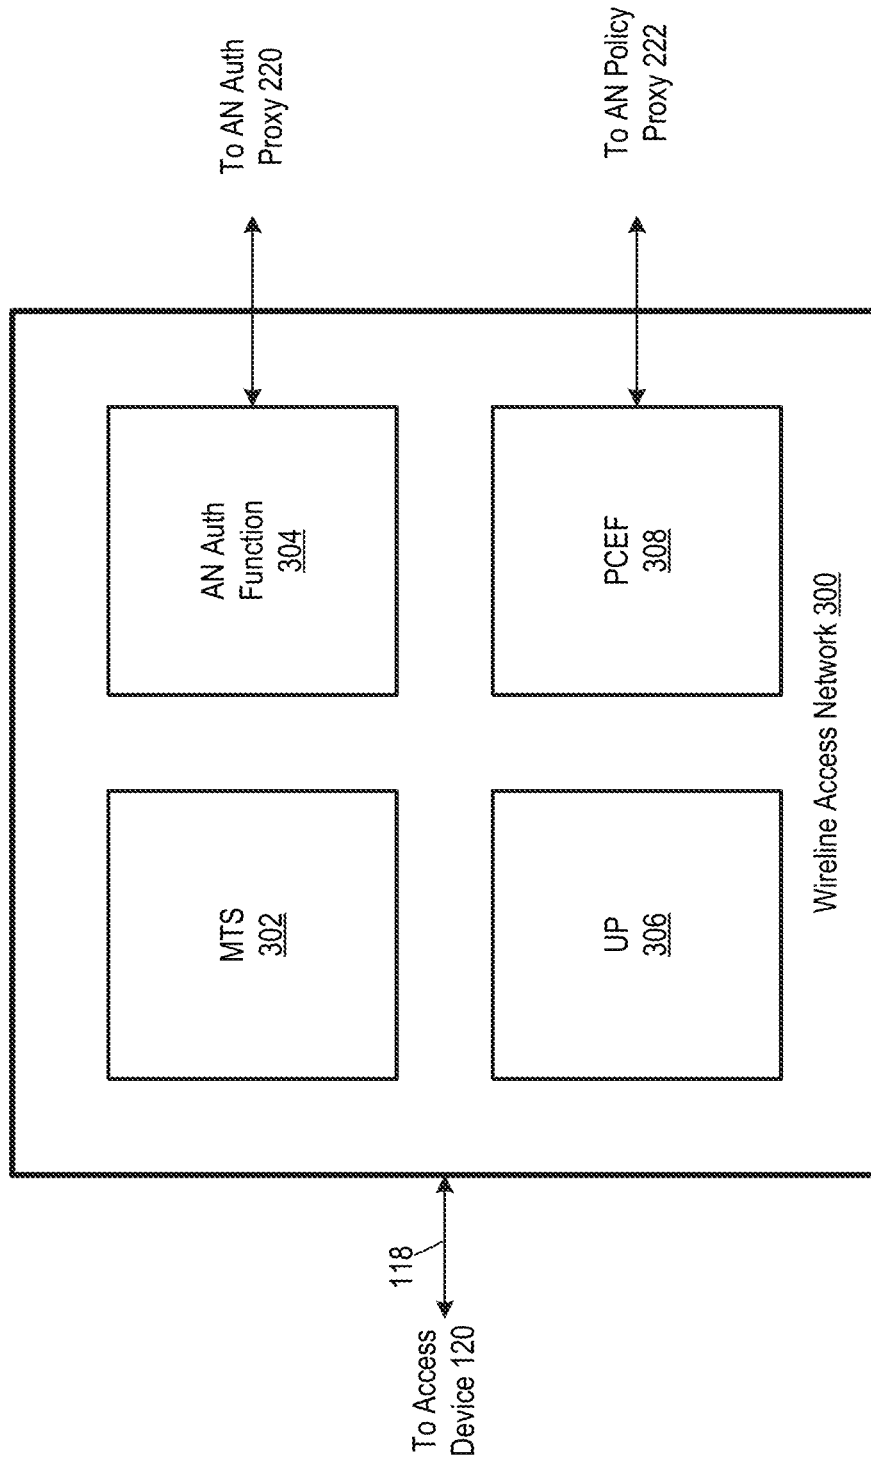 To Access
Device 120
118
MTS
302
AN Auth
Function
304
To AN Auth
Proxy 220
UP
306
PCEF
308
To AN Policy
Proxy 222
Wireline Access Network 300